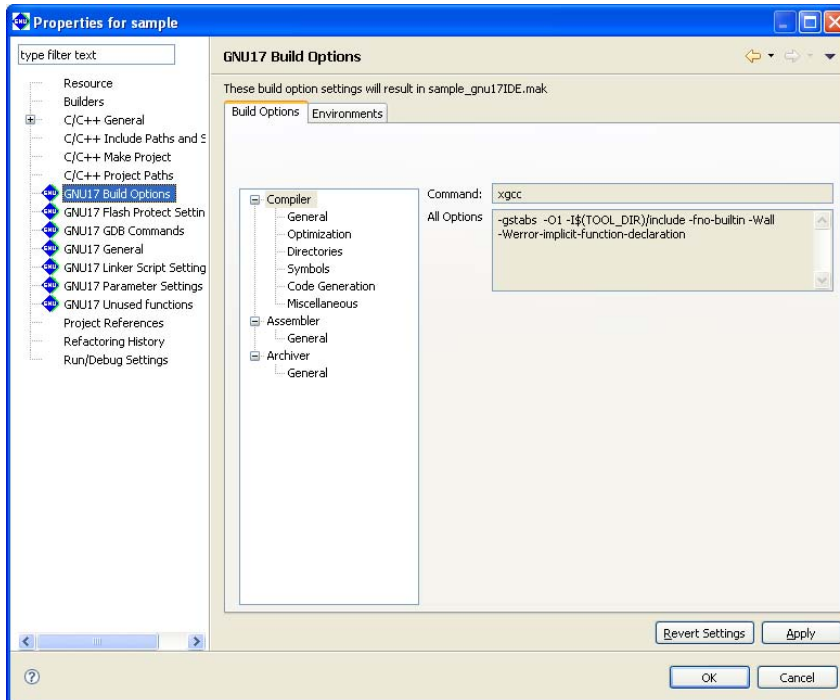 Properties for sample
type filter text
Resource
Builders
C/C++ General
C/C++ Include Paths and S
C/C++ Make Project
C/C++ Project Paths
GNU17 Build Options
GNU17 Flash Protect Settin
GNU17 GDB Commands
GNU17 General
GNU17 Linker Script Setting
GNU17 Parameter Settings
GNU17 Unused functions
Project References
Refactoring History
Run/Debug Settings
GNU17 Build Options
These build option settings will result in sample_gnu17IDE.mak
Build Options
Environments
Compiler
General
Optimization
Directories
Symbols
Code Generation
Miscellaneous
Assembler
General
Archiver
General
Command:
xgcc
All Options
-gstabs -O1 -I$(TOOL_DIR)/include -fno-builtin -Wall
-Werror-implicit-function-declaration
Revert Settings
Apply
OK
Cancel